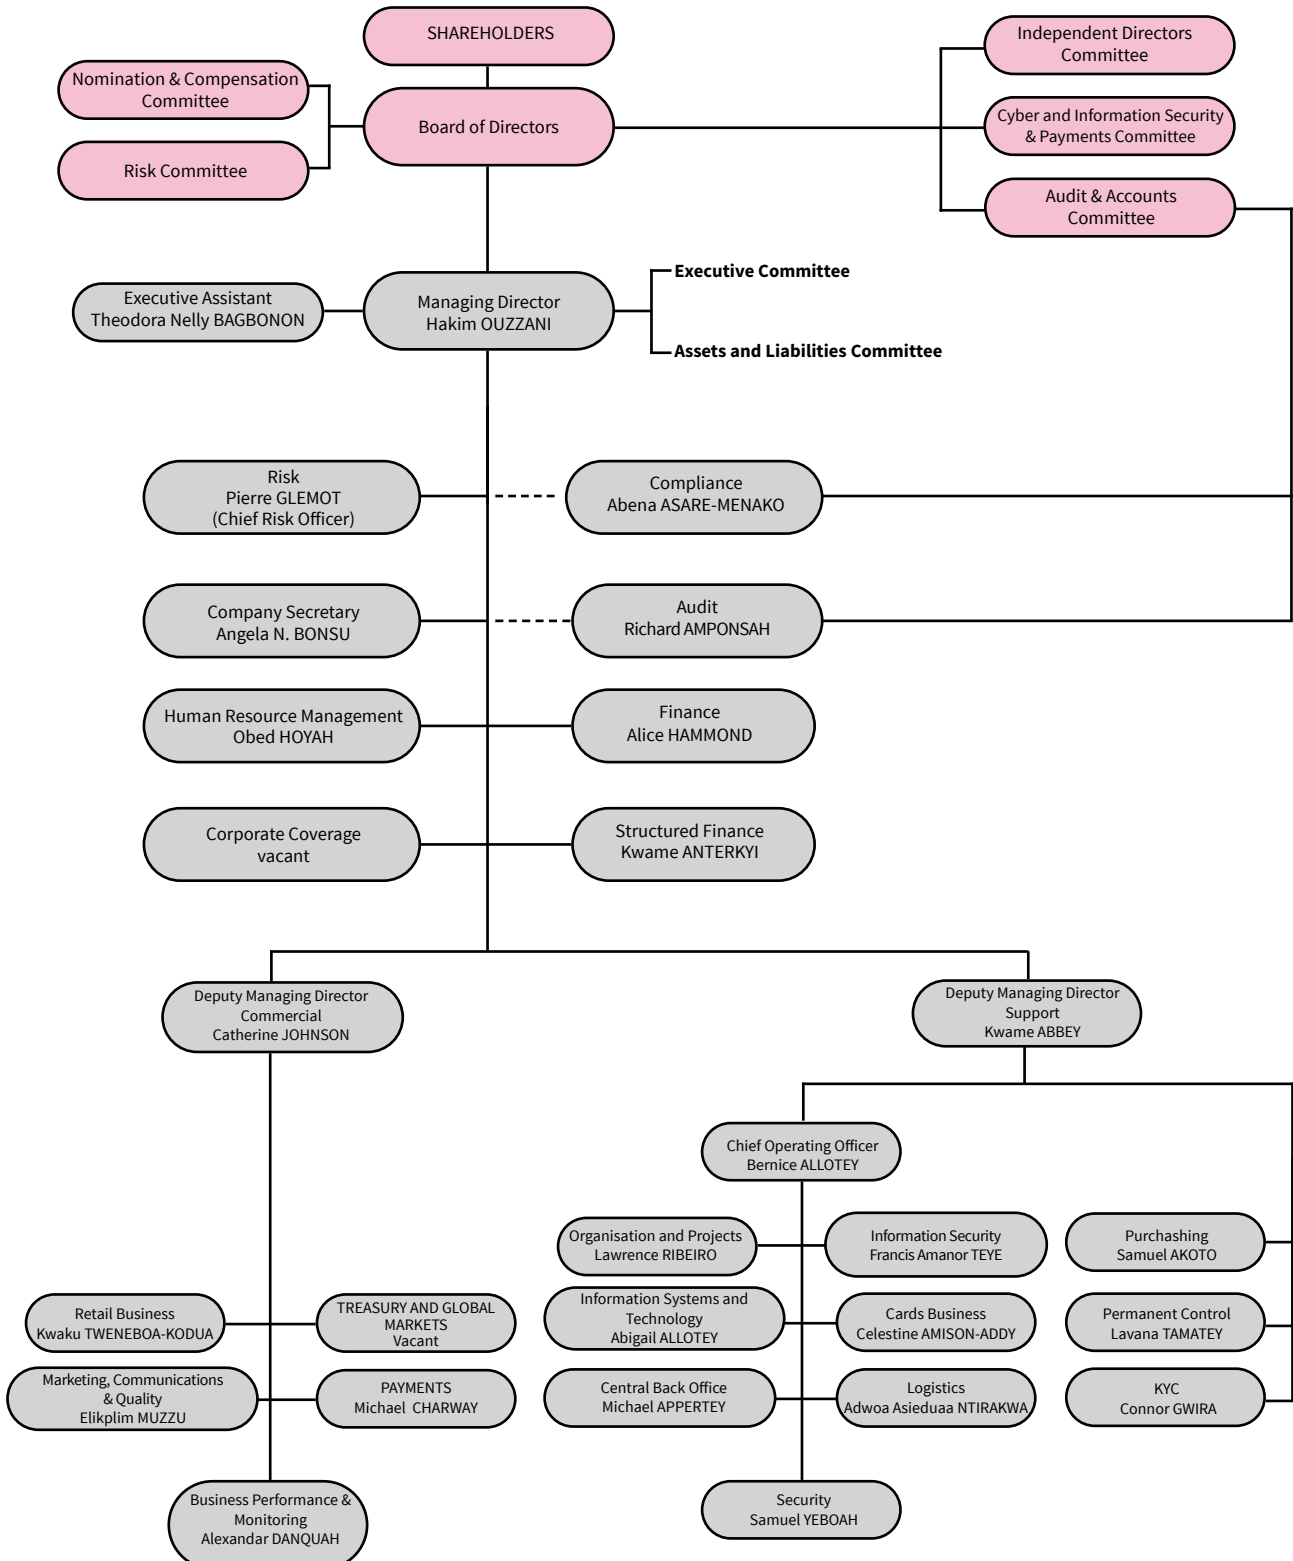 SHAREHOLDERS
Nomination & Compensation
Committee
Board of Directors
Risk Committee
Independent Directors
Committee
Cyber and Information Security
& Payments Committee
Audit & Accounts
Committee
Executive Assistant
Theodora Nelly BAGBONON
Managing Director
Hakim OUZZANI
Executive Committee
Assets and Liabilities Committee
Risk
Pierre GLEMOT
(Chief Risk Officer)
Compliance
Abena ASARE-MENAKO
Company Secretary
Angela N. BONSU
Audit
Richard AMPONSAH
Human Resource Management
Obed HOYAH
Finance
Alice HAMMOND
Corporate Coverage
vacant
Structured Finance
Kwame ANTERKYI
Deputy Managing Director
Commercial
Catherine JOHNSON
Deputy Managing Director
Support
Kwame ABBEY
Chief Operating Officer
Bernice ALLOTEY
Organisation and Projects
Lawrence RIBEIRO
Information Security
Francis Amanor TEYE
Purchashing
Samuel AKOTO
Retail Business
Kwaku TWENEBOA-KODUA
TREASURY AND GLOBAL
MARKETS
Vacant
Information Systems and
Technology
Abigail ALLOTEY
Cards Business
Celestine AMISON-ADDY
Permanent Control
Lavana TAMATEY
Marketing, Communications
& Quality
Elikplim MUZZU
PAYMENTS
Michael CHARWAY
Central Back Office
Michael APPERTEY
Logistics
Adwoa Asieduaa NTIRAKWA
KYC
Connor GWIRA
Business Performance &
Monitoring
Alexandar DANQUAH
Security
Samuel YEBOAH